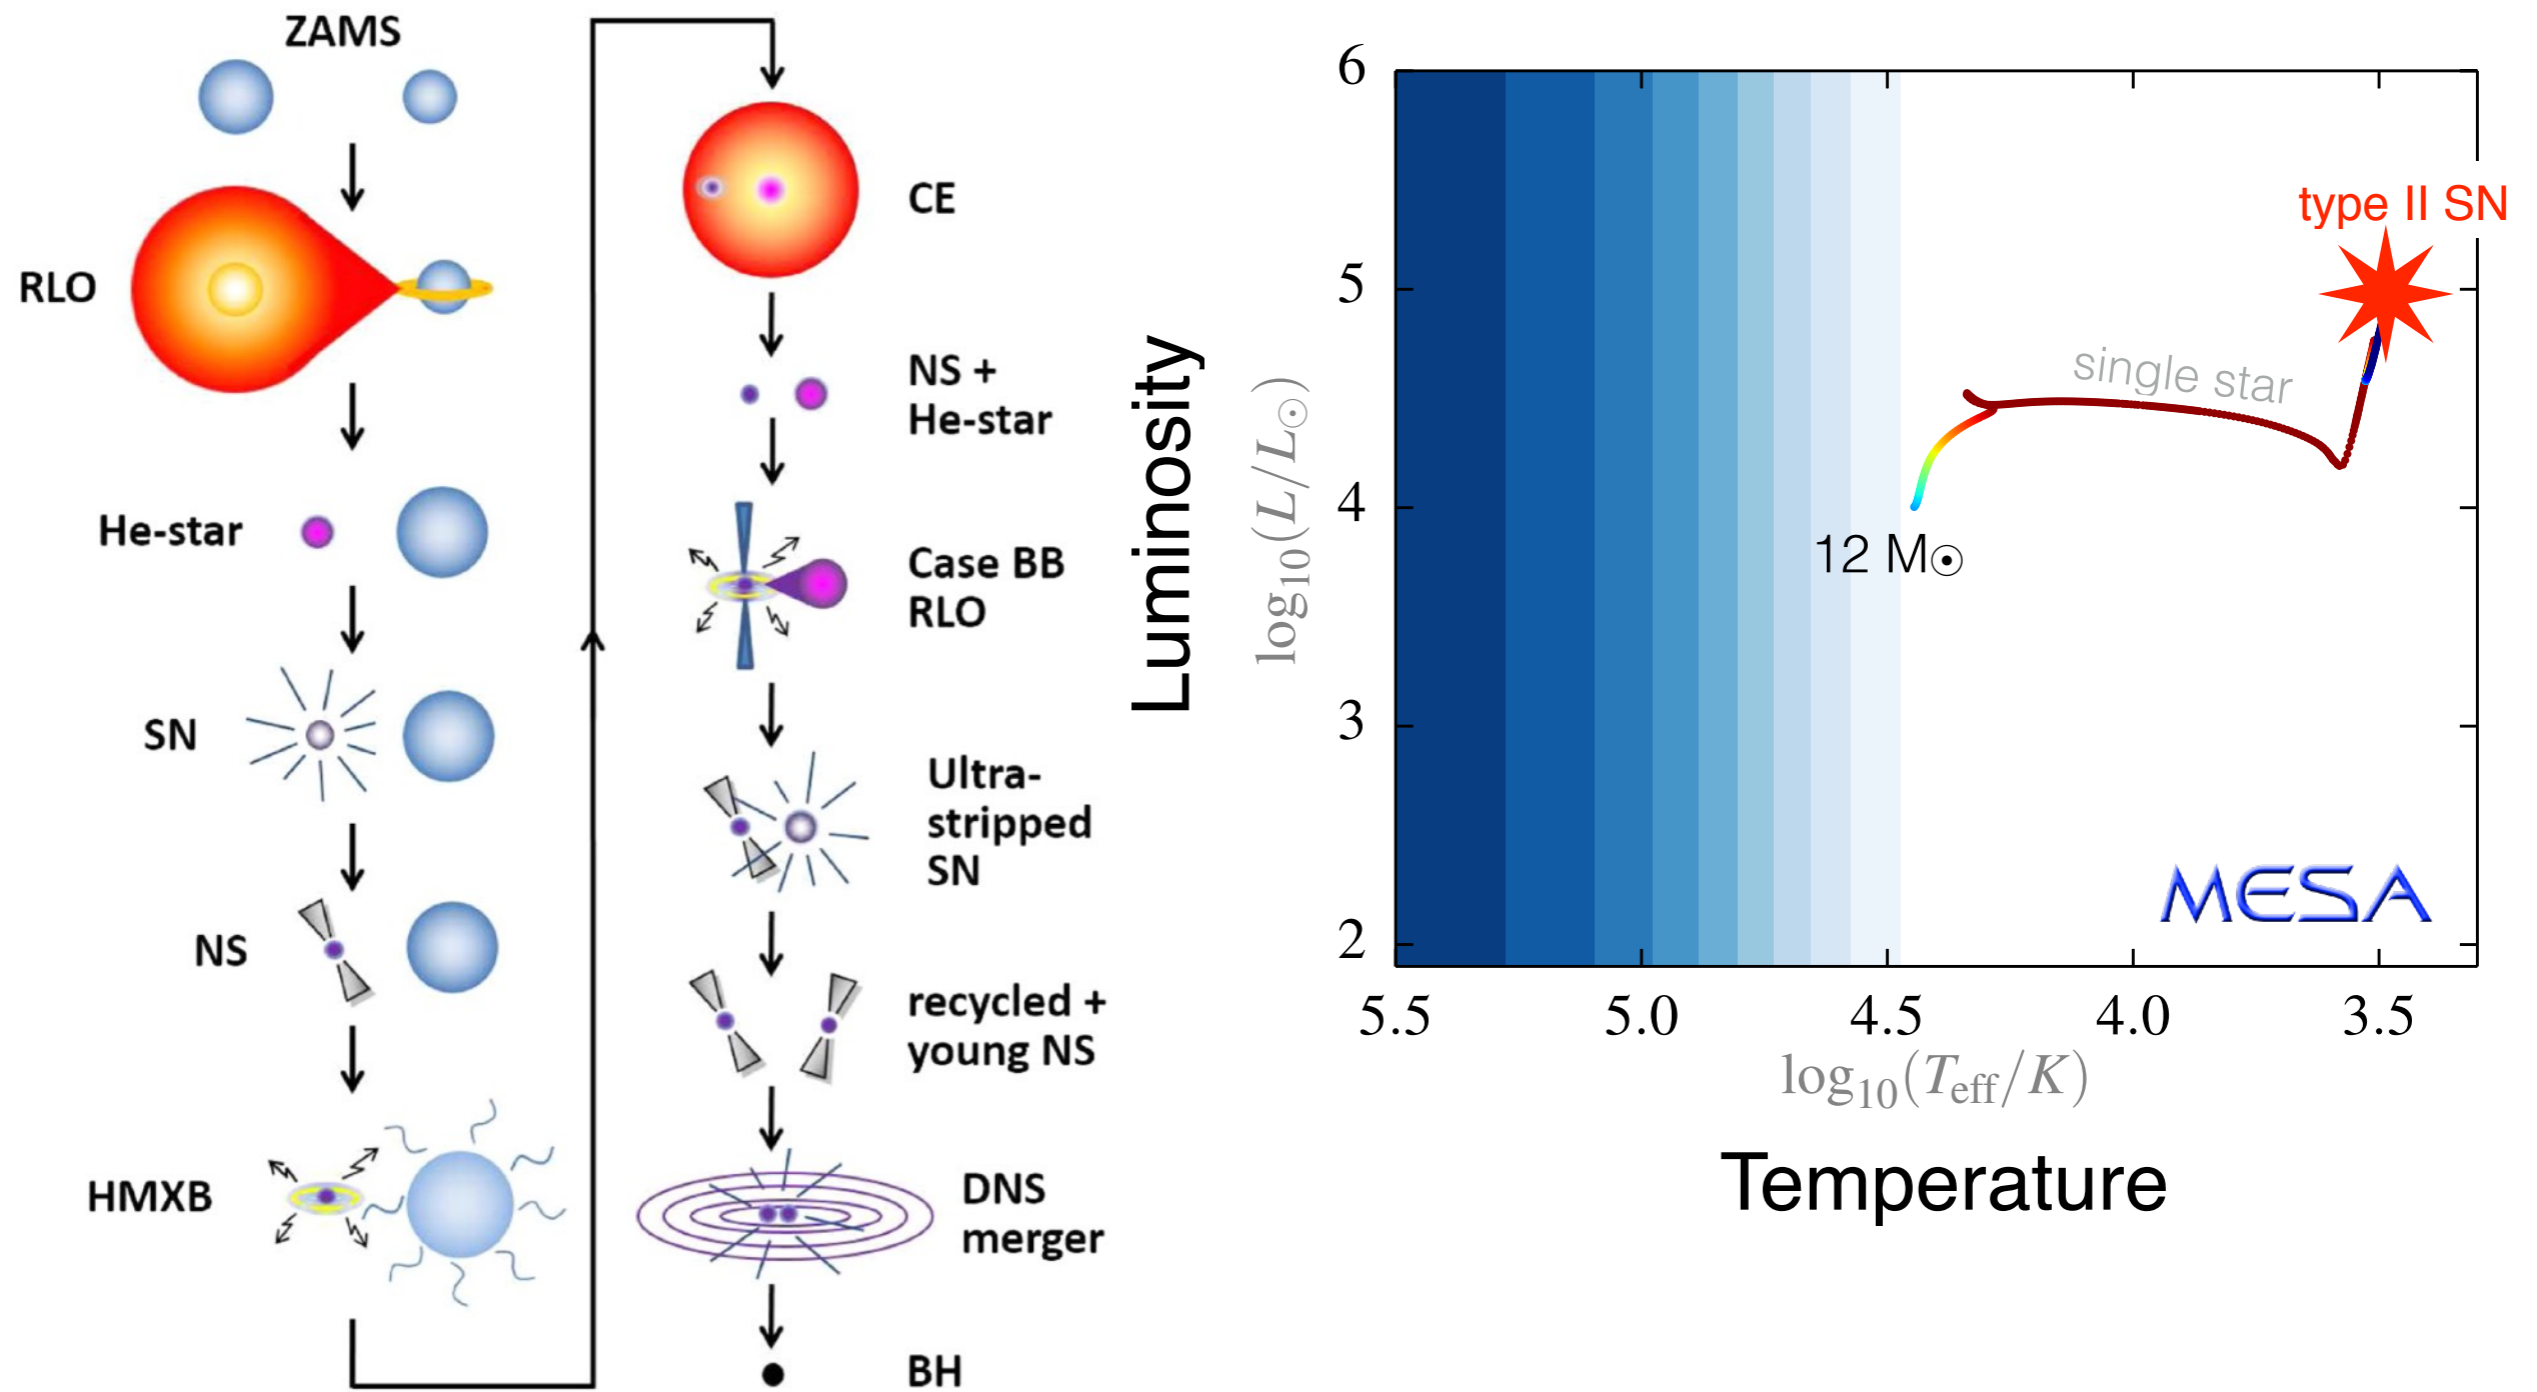 ZAMS
RLO
He-star
SN
NS
HMXB
CE
NS +
He-star
Case BB
RLO
Ultra-
stripped
SN
recycled +
young NS
DNS
merger
BH
Luminosity
log₁₀(L/L☉)
6
5
4
3
2
type II SN
single star
12 M☉
MESA
5.5 5.0 4.5 4.0 3.5
log₁₀(T_eff/K)
Temperature